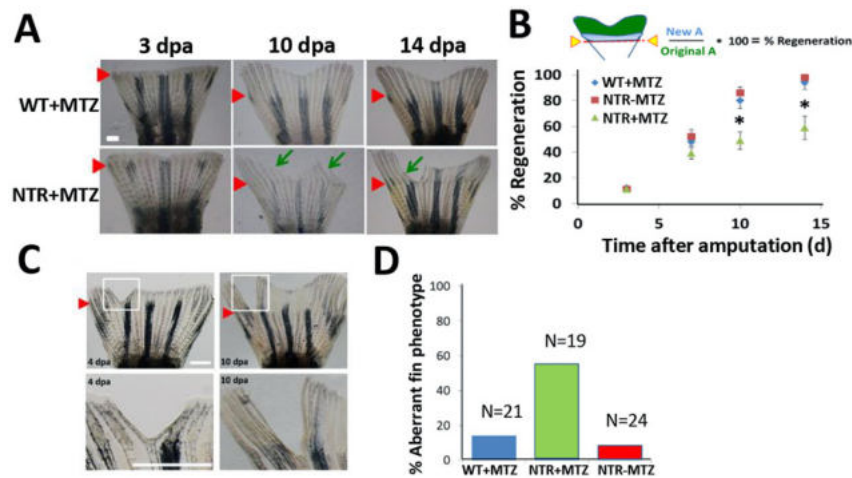 A
3 dpa
10 dpa
14 dpa
WT+MTZ
NTR+MTZ
B
New A
Original A
* 100 = % Regeneration
WT+MTZ
NTR-MTZ
NTR+MTZ
100
80
60
40
20
0
*
*
% Regeneration
0
5
10
15
Time after amputation (d)
C
4 dpa
10 dpa
4 dpa
10 dpa
D
100
80
60
40
20
0
% Aberrant fin phenotype
N=21
N=19
N=24
WT+MTZ
NTR+MTZ
NTR-MTZ